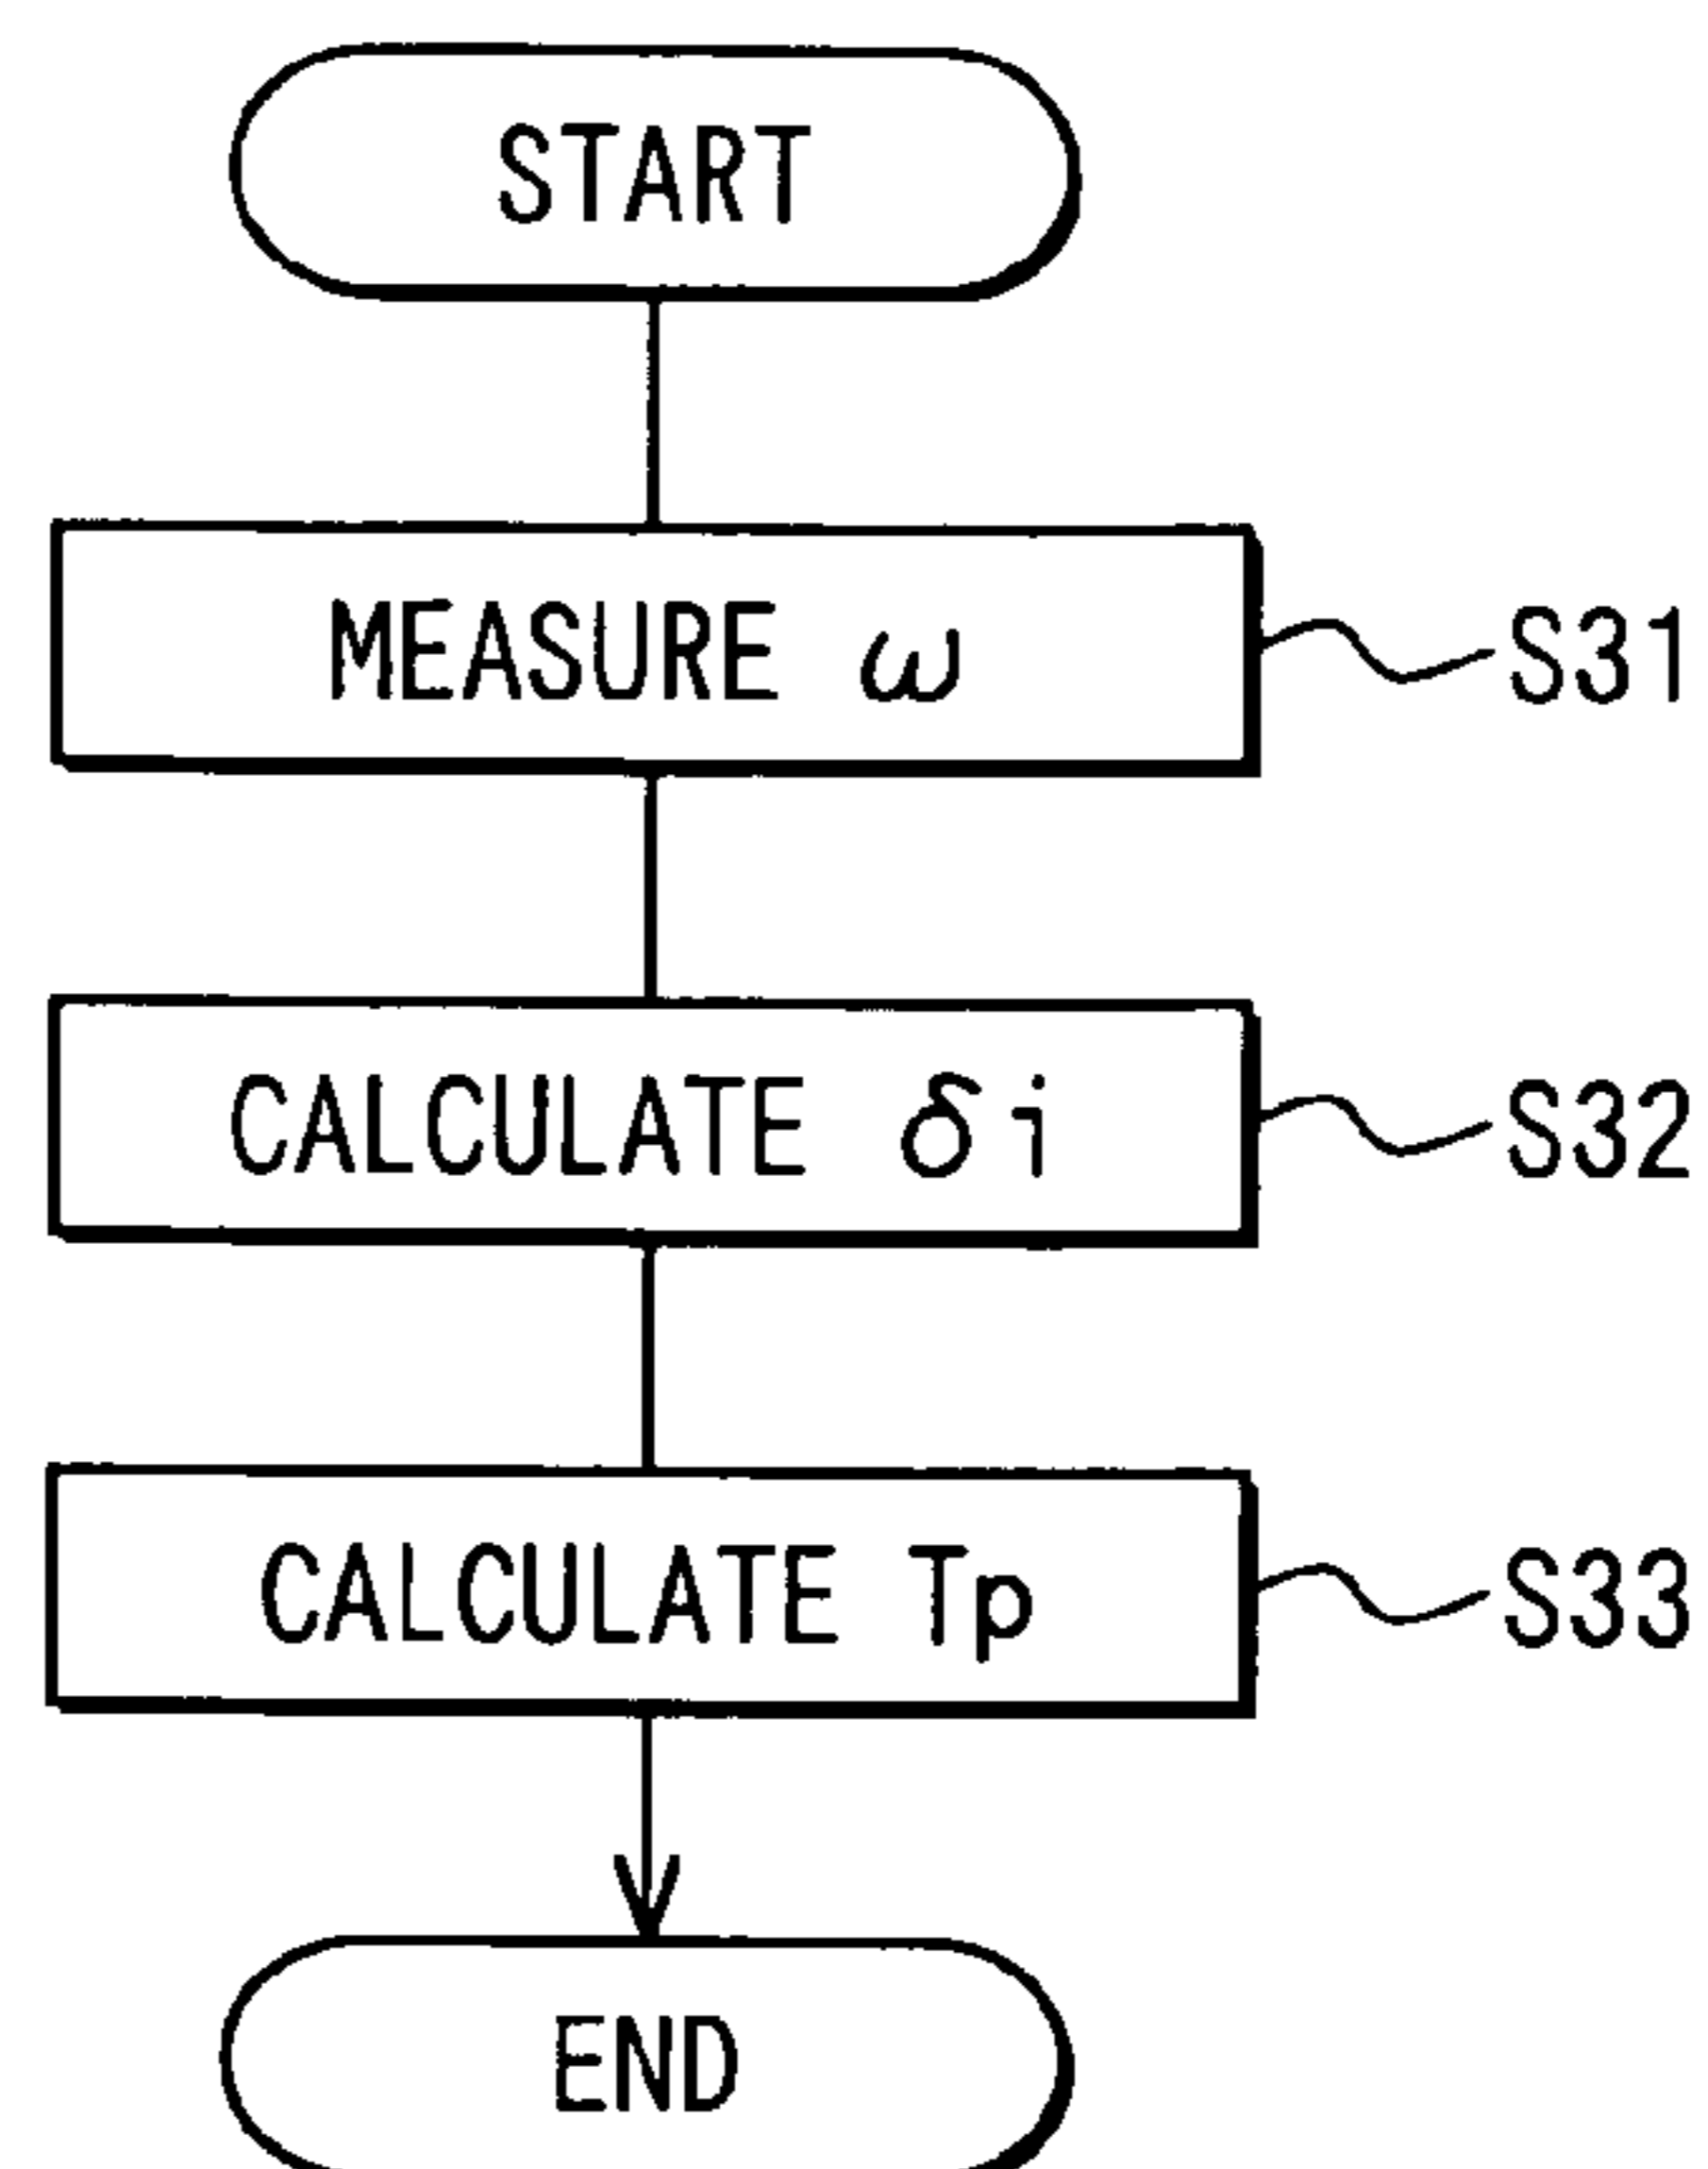 START
MEASURE ω S31
CALCULATE δi S32
CALCULATE Tp S33
END